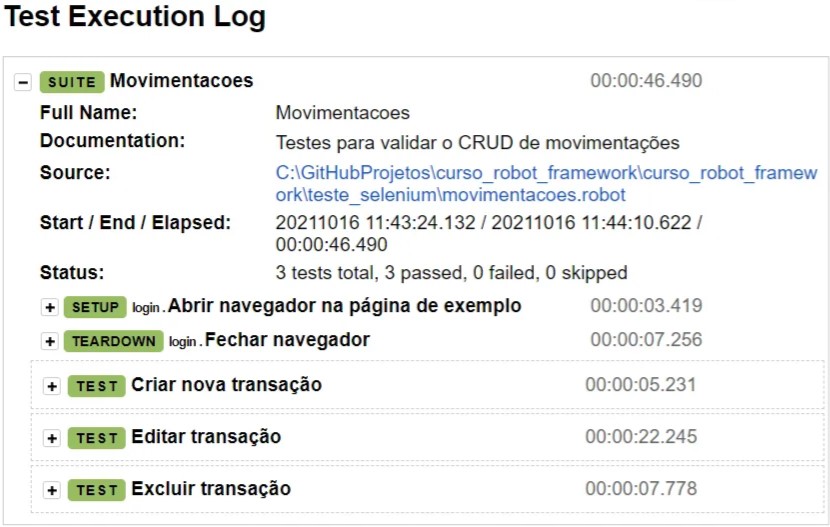 Test Execution Log
SUITE Movimentacoes 00:00:46.490
Full Name: Movimentacoes
Documentation: Testes para validar o CRUD de movimentações
Source: C:\GitHubProjetos\curso_robot_framework\curso_robot_framew
ork\teste_selenium\movimentacoes.robot
Start / End / Elapsed: 20211016 11:43:24.132 / 20211016 11:44:10.622 /
00:00:46.490
Status: 3 tests total, 3 passed, 0 failed, 0 skipped
SETUP login.Abrir navegador na página de exemplo 00:00:03.419
TEARDOWN login.Fechar navegador 00:00:07.256
TEST Criar nova transação 00:00:05.231
TEST Editar transação 00:00:22.245
TEST Excluir transação 00:00:07.778